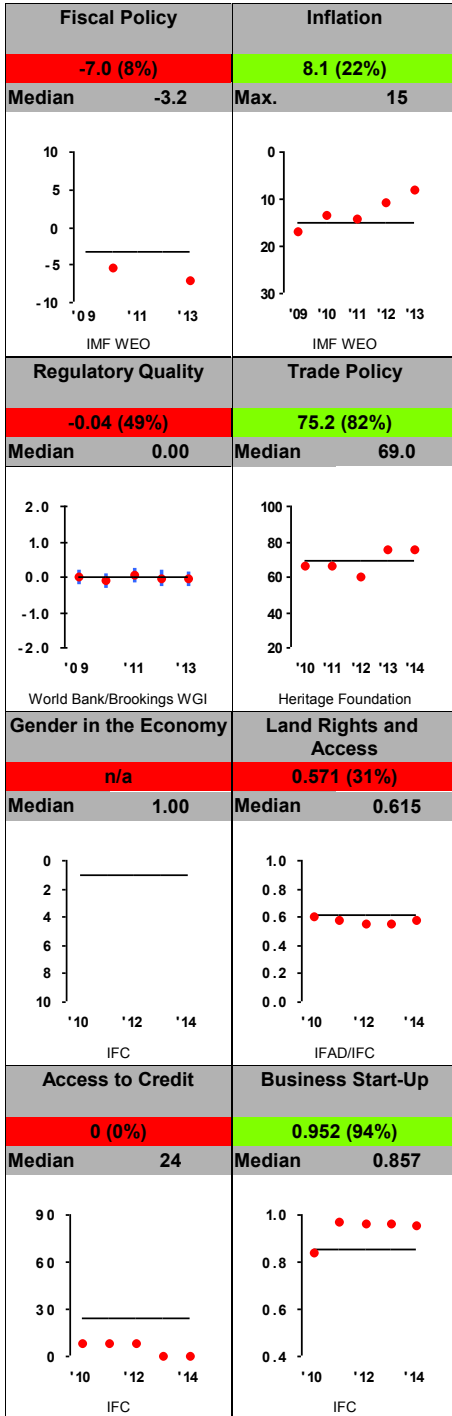 Fiscal Policy
-7.0 (8%)
Median -3.2
10
5
0
-5
-10
'09 '11 '13
IMF WEO
Inflation
8.1 (22%)
Max. 15
0
10
20
30
'09 '10 '11 '12 '13
IMF WEO
Regulatory Quality
-0.04 (49%)
Median 0.00
2.0
1.0
0.0
-1.0
-2.0
'09 '11 '13
World Bank/Brookings WGI
Trade Policy
75.2 (82%)
Median 69.0
100
80
60
40
20
'10 '11 '12 '13 '14
Heritage Foundation
Gender in the Economy
n/a
Median 1.00
0
2
4
6
8
10
'10 '12 '14
IFC
Land Rights and
Access
0.571 (31%)
Median 0.615
1.0
0.8
0.6
0.4
0.2
0.0
'10 '12 '14
IFAD/IFC
Access to Credit
0 (0%)
Median 24
90
60
30
0
'10 '12 '14
IFC
Business Start-Up
0.952 (94%)
Median 0.857
1.0
0.8
0.6
0.4
'10 '12 '14
IFC